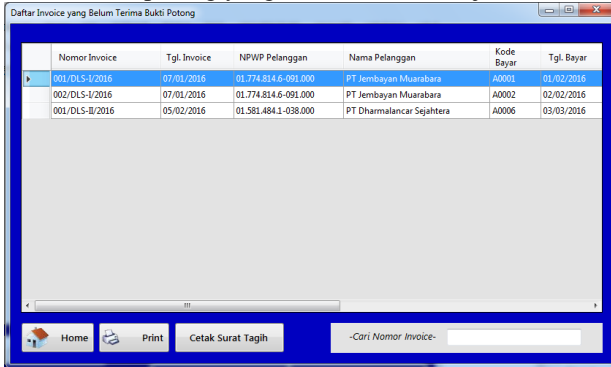 Daftar Invoice yang Belum Terima Bukti Potong
Nomor Invoice Tgl. Invoice NPWP Pelanggan Nama Pelanggan Kode Bayar Tgl. Bayar
001/DLS-I/2016 07/01/2016 01.774.814.6-091.000 PT Jembayan Muarabara A0001 01/02/2016
002/DLS-I/2016 07/01/2016 01.774.814.6-091.000 PT Jembayan Muarabara A0002 02/02/2016
001/DLS-II/2016 05/02/2016 01.581.484.1-038.000 PT Dharmalancar Sejahtera A0006 03/03/2016
Home Print Cetak Surat Tagih -Cari Nomor Invoice-